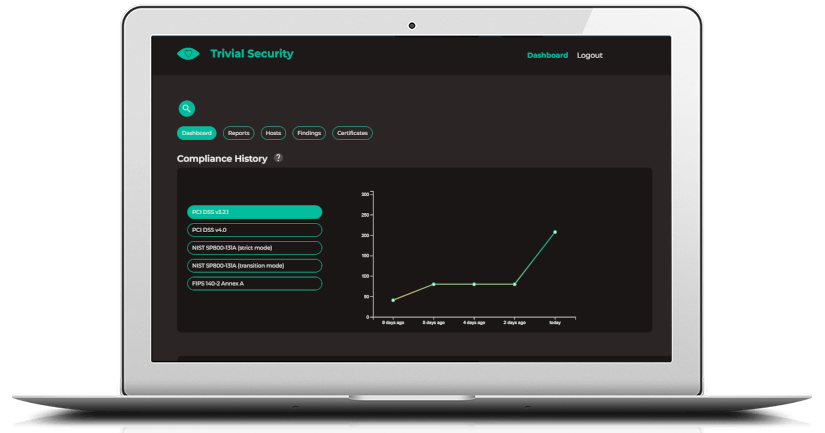 Trivial Security
Dashboard Logout
Dashboard Reports Hosts Findings Certificates
Compliance History ?
PCI DSS v3.2.1
PCI DSS v4.0
NIST SP800-131A (strict mode)
NIST SP800-131A (transition mode)
FIPS 140-2 Annex A
300
250
200
150
100
50
0
8 days ago 5 days ago 4 days ago 2 days ago today